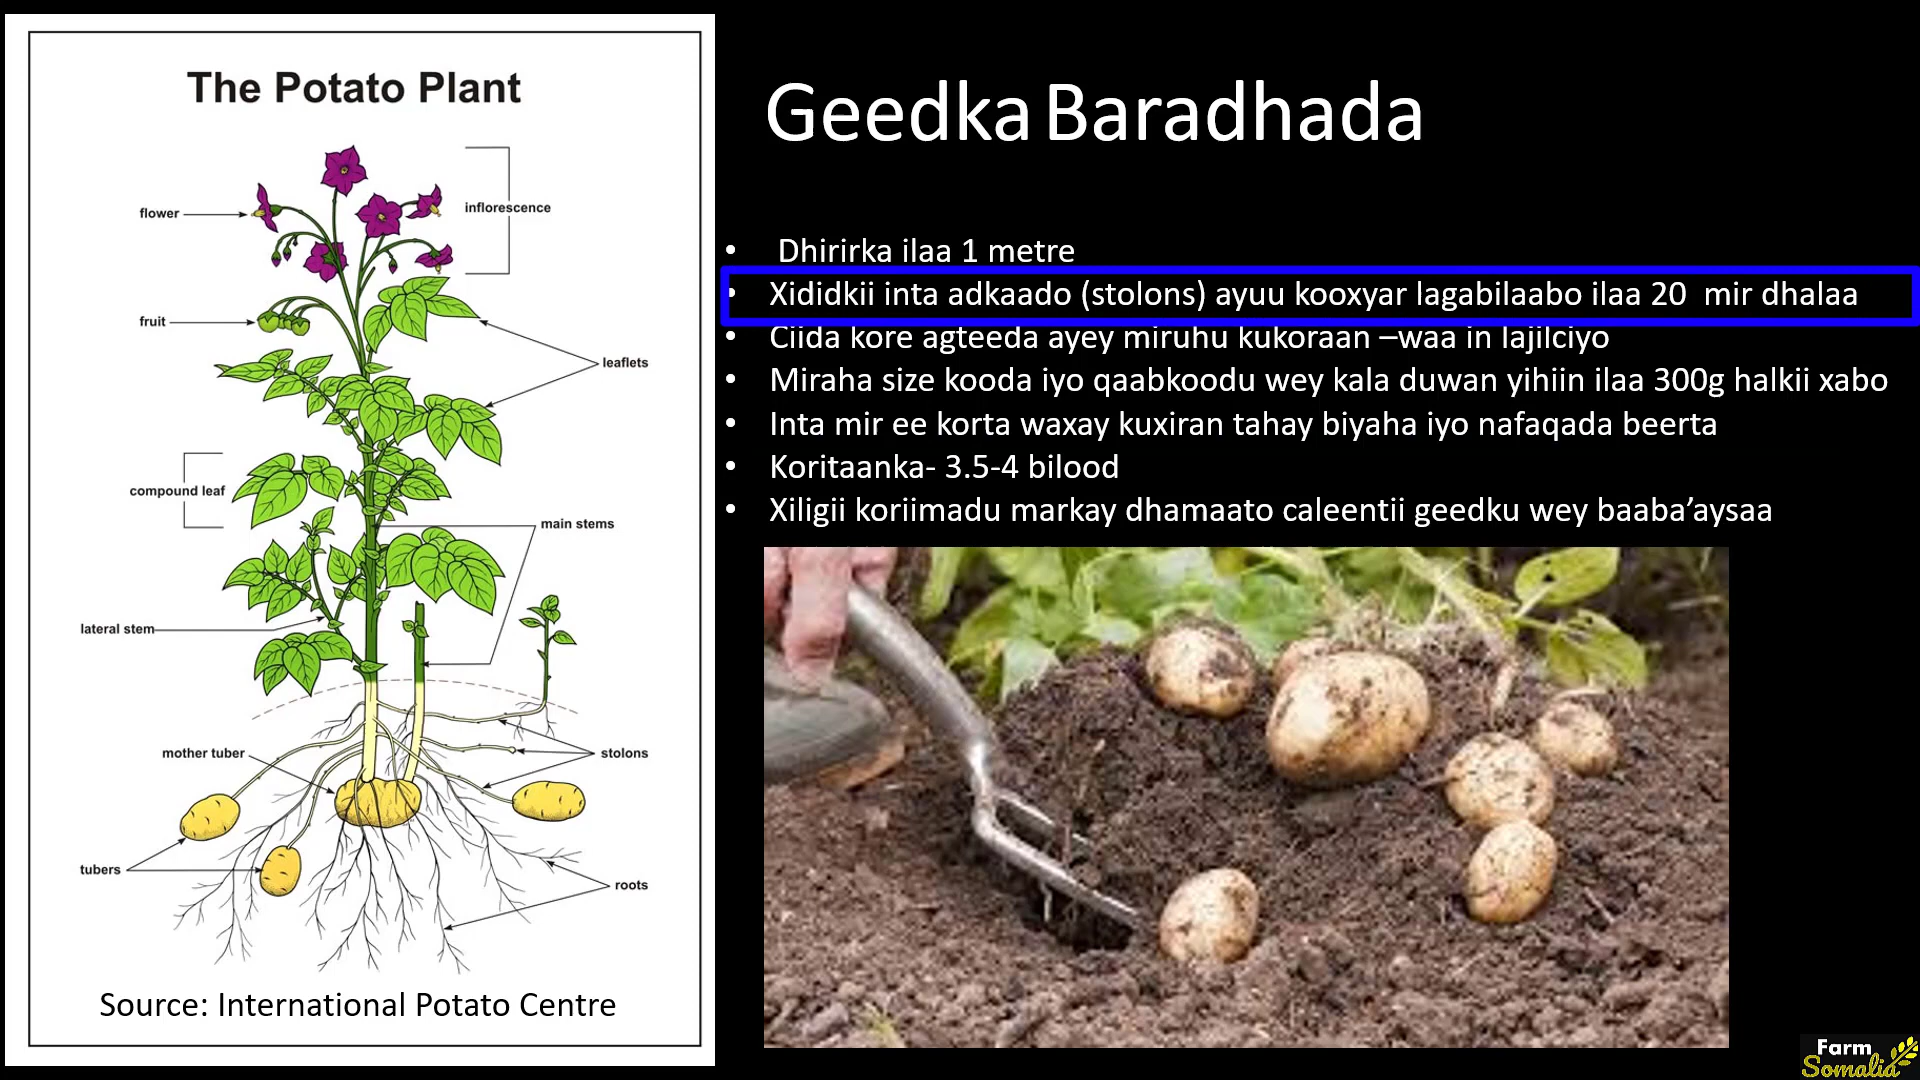 The Potato Plant
flower
inflorescence
fruit
leaflets
compound leaf
main stems
lateral stem
mother tuber
stolons
tubers
roots
Source: International Potato Centre
Geedka Baradhada
• Dhirirka ilaa 1 metre
• Xididkii inta adkaado (stolons) ayuu kooxyar lagabilaabo ilaa 20 mir dhalaa
• Ciida kore agteeda ayey miruhu kukoraan –waa in lajilciyo
• Miraha size kooda iyo qaabkoodu wey kala duwan yihiin ilaa 300g halkii xabo
• Inta mir ee korta waxay kuxiran tahay biyaha iyo nafaqada beerta
• Koritaanka- 3.5-4 bilood
• Xiligii koriimadu markay dhamaato caleentii geedku wey baaba’aysaa
Farm
Somalia